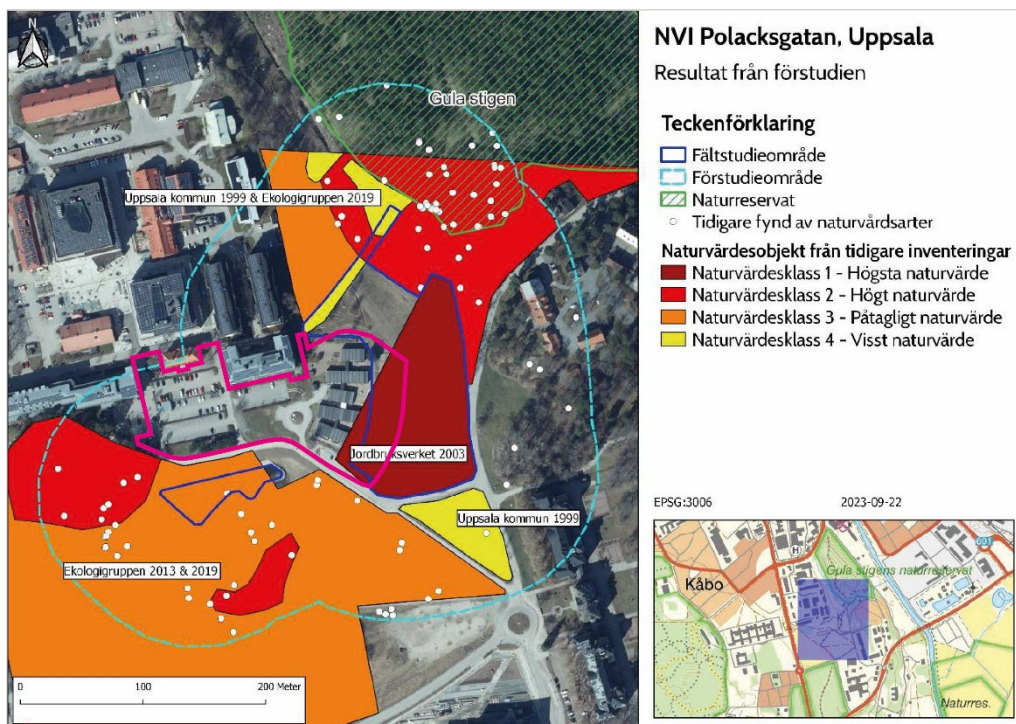 N
Gula stigen
Uppsala kommun 1999 & Ekologigruppen 2019
Jordbruksverket 2003
Uppsala kommun 1999
Ekologigruppen 2013 & 2019
0 100 200 Meter
NVI Polacksgatan, Uppsala
Resultat från förstudien
Teckenförklaring
Fältstudieområde
Förstudieområde
Naturreservat
Tidigare fynd av naturvårdsarter
Naturvärdesobjekt från tidigare inventeringar
Naturvärdesklass 1 - Högsta naturvärde
Naturvärdesklass 2 - Högt naturvärde
Naturvärdesklass 3 - Påtagligt naturvärde
Naturvärdesklass 4 - Visst naturvärde
EPSG:3006 2023-09-22
H
Kåbo
Gula stigens naturreservat
Naturres.